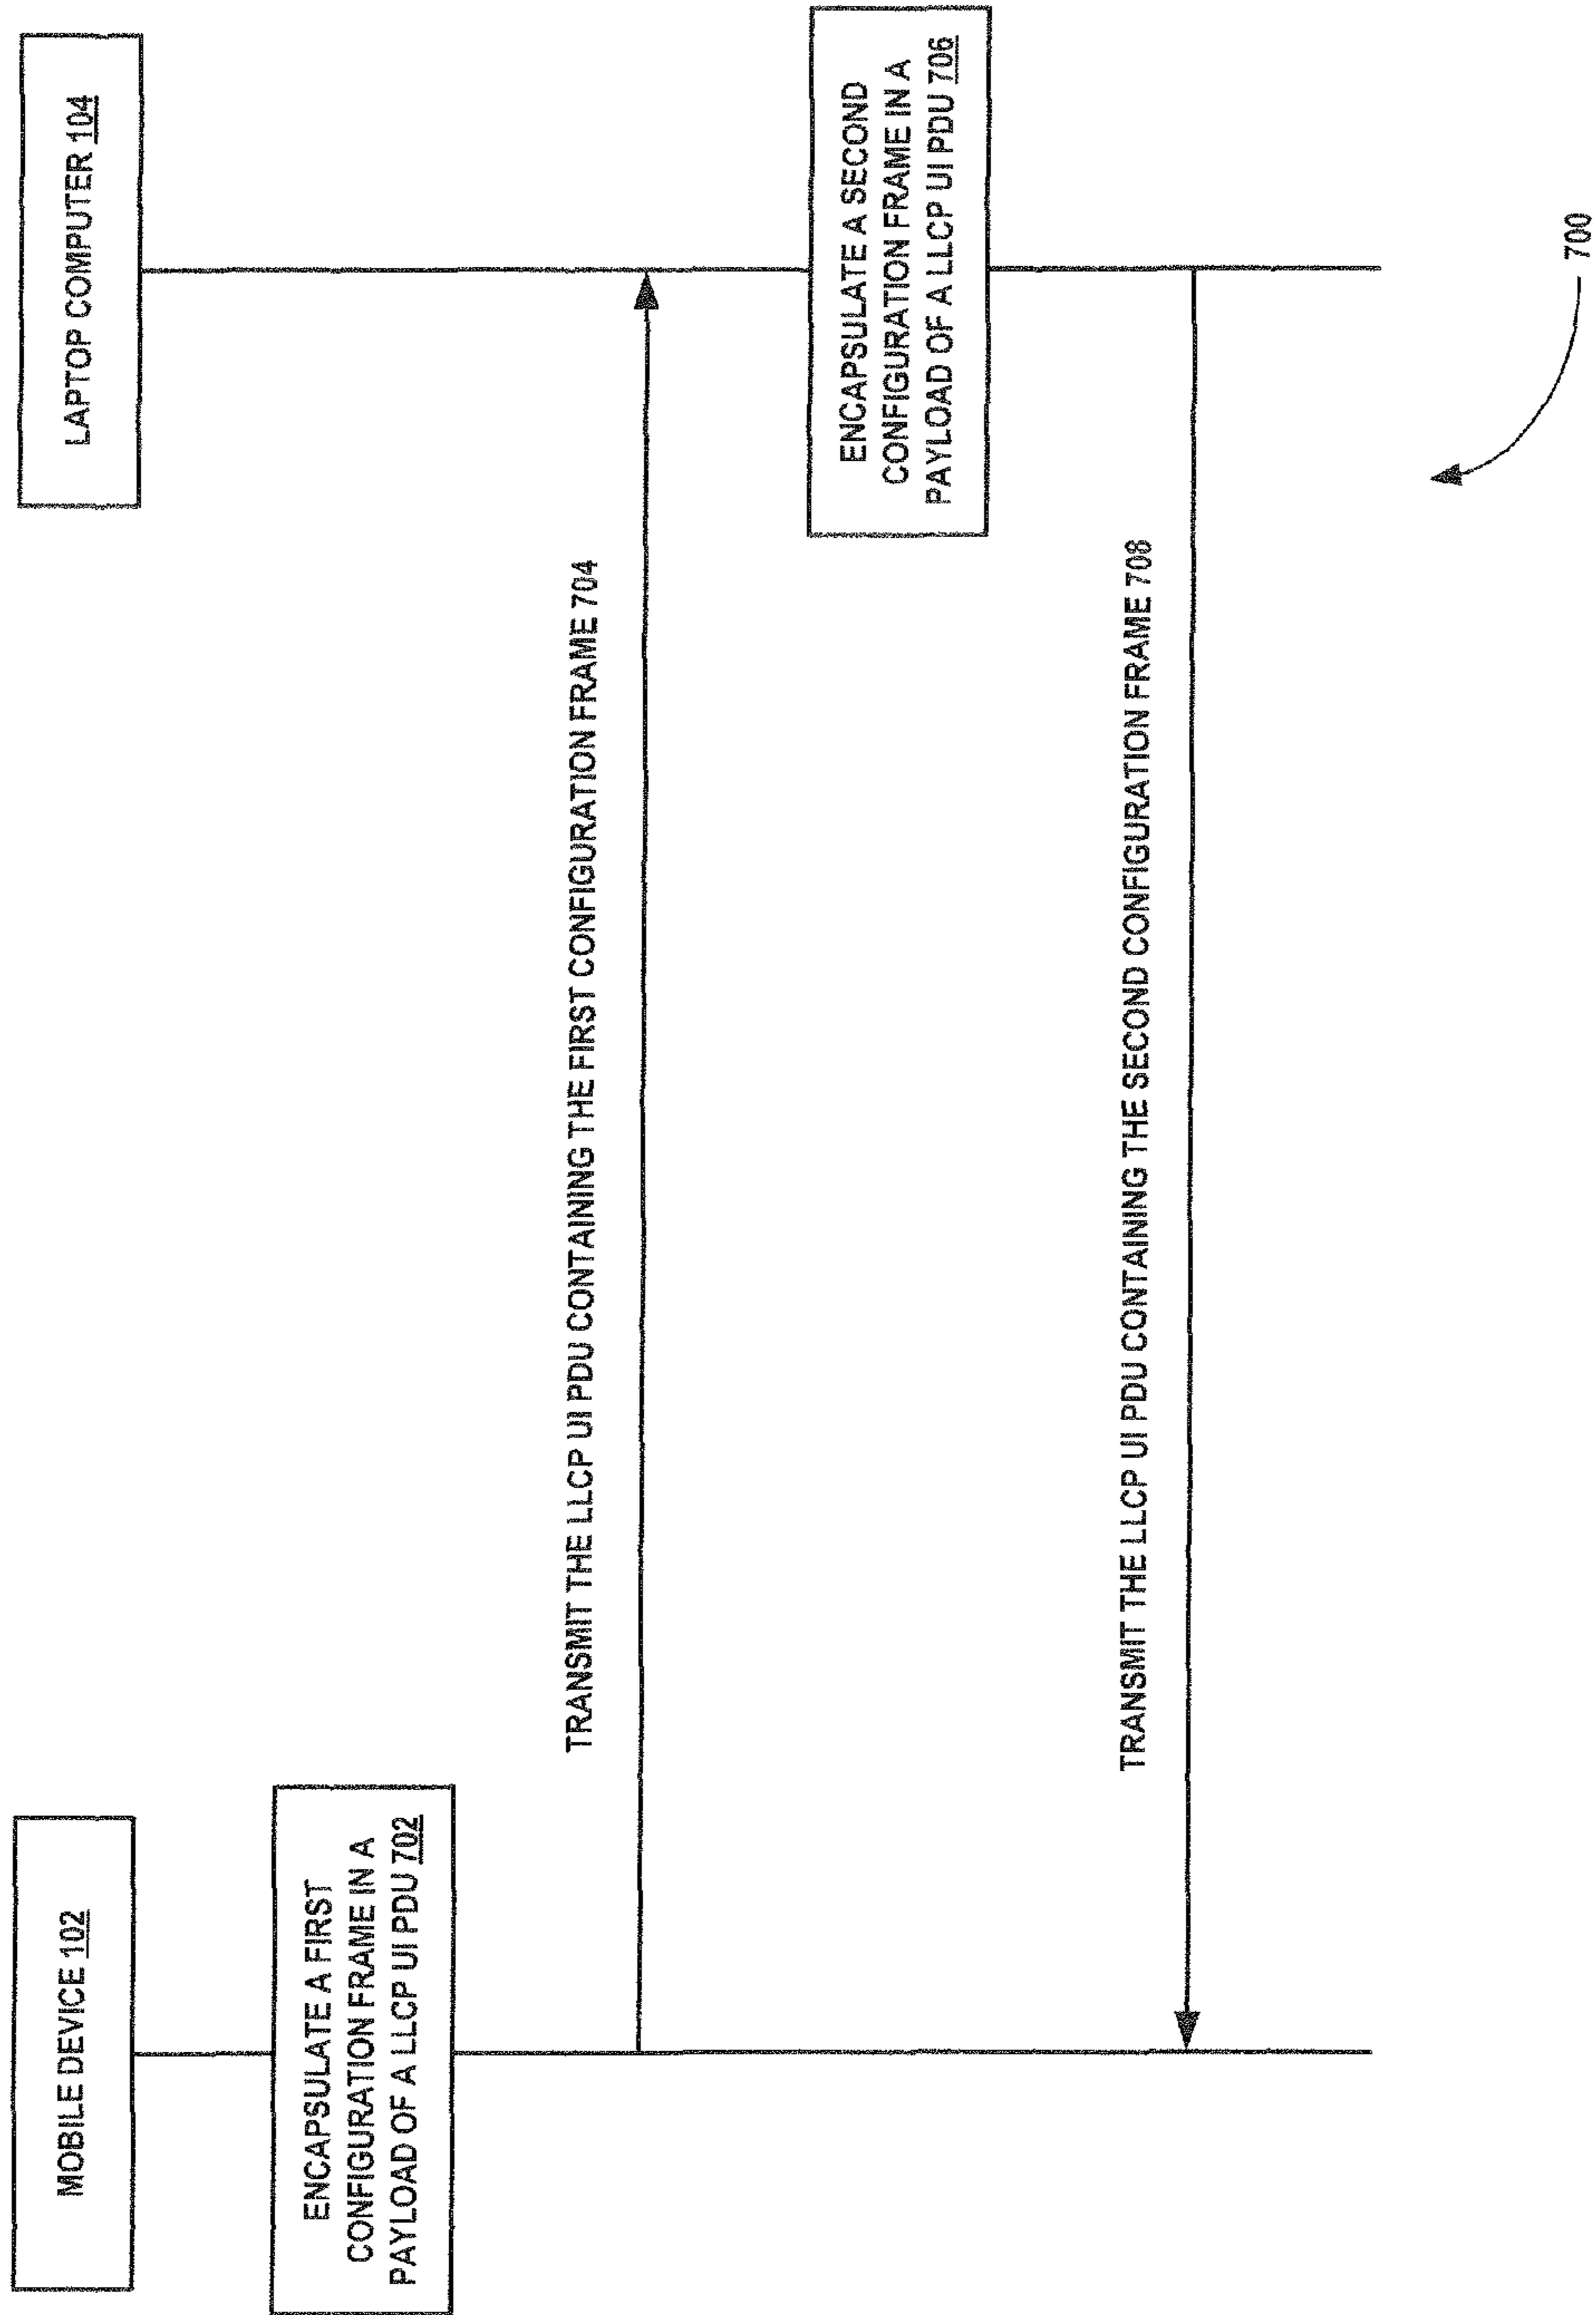 MOBILE DEVICE 102
LAPTOP COMPUTER 104
ENCAPSULATE A FIRST
CONFIGURATION FRAME IN A
PAYLOAD OF A LLCP UI PDU 702
TRANSMIT THE LLCP UI PDU CONTAINING THE FIRST CONFIGURATION FRAME 704
ENCAPSULATE A SECOND
CONFIGURATION FRAME IN A
PAYLOAD OF A LLCP UI PDU 706
TRANSMIT THE LLCP UI PDU CONTAINING THE SECOND CONFIGURATION FRAME 708
700